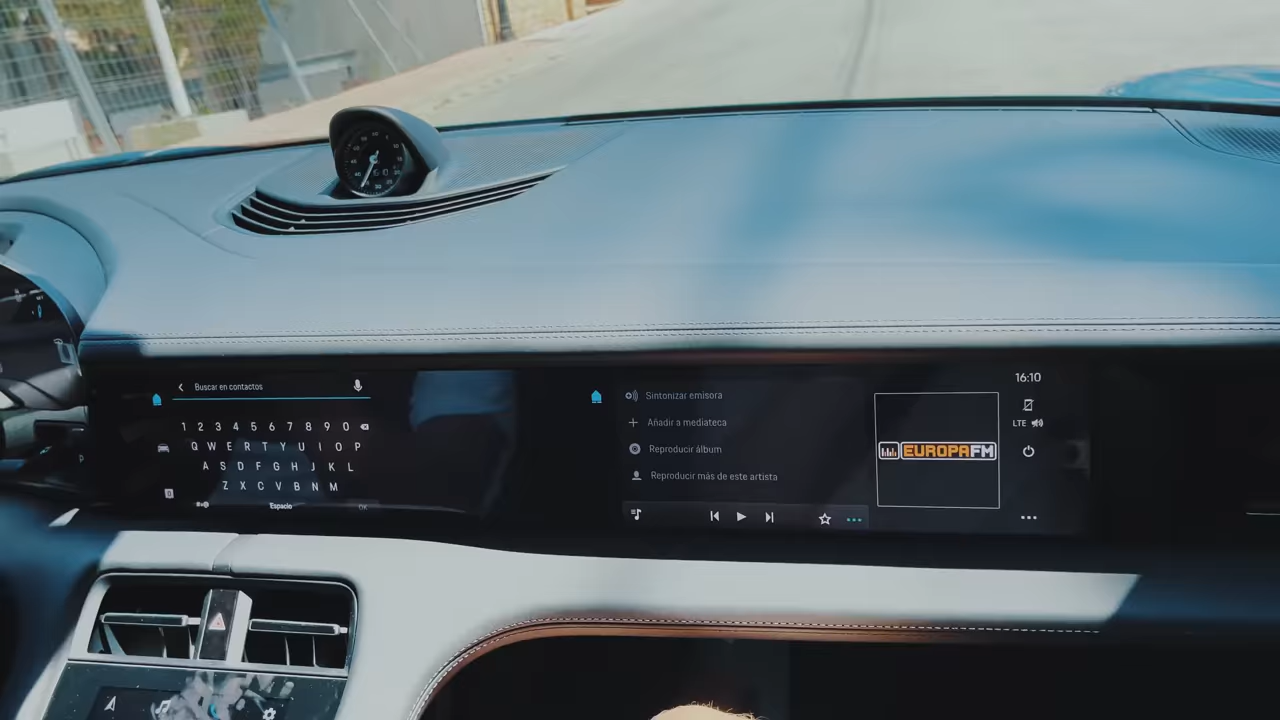 Buscar en contactos
1 2 3 4 5 6 7 8 9 0
Q W E R T Y U I O P
A S D F G H J K L
Z X C V B N M
Espacio
OK
Sintonizar emisora
Añadir a mediateca
Reproducir álbum
Reproducir más de este artista
EUROPA FM
16:10
LTE